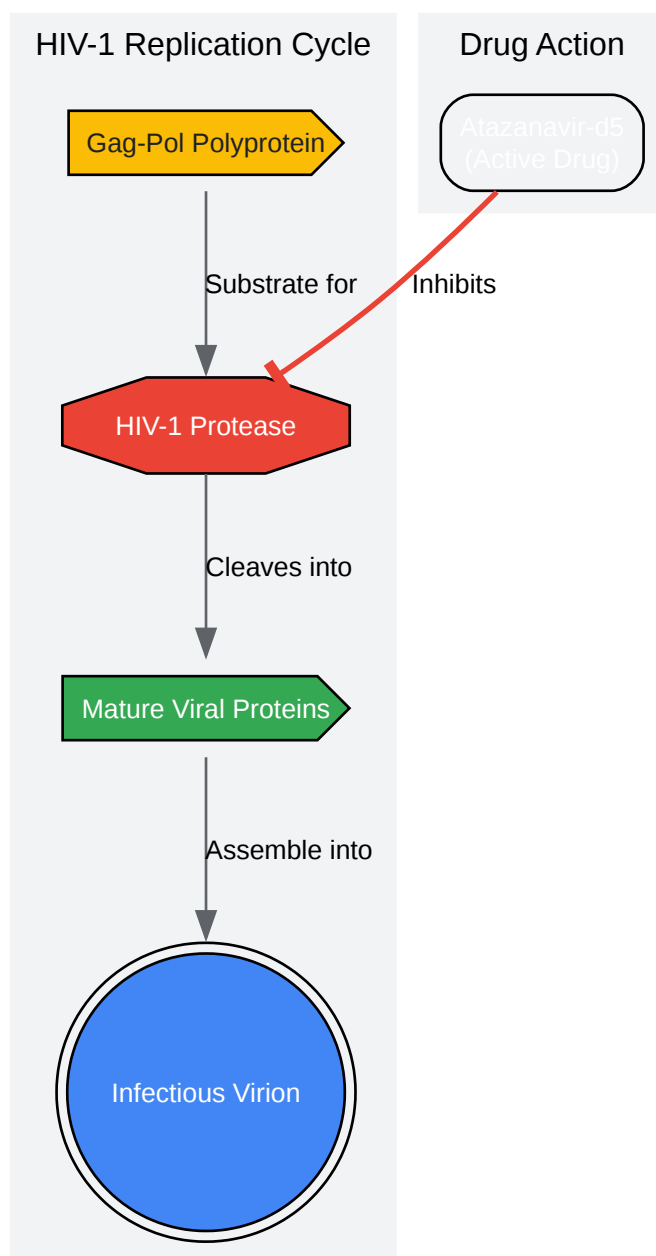 HIV-1 Replication Cycle
Drug Action
Gag-Pol Polyprotein
Atazanavir-d5
(Active Drug)
Substrate for
Inhibits
HIV-1 Protease
Cleaves into
Mature Viral Proteins
Assemble into
Infectious Virion